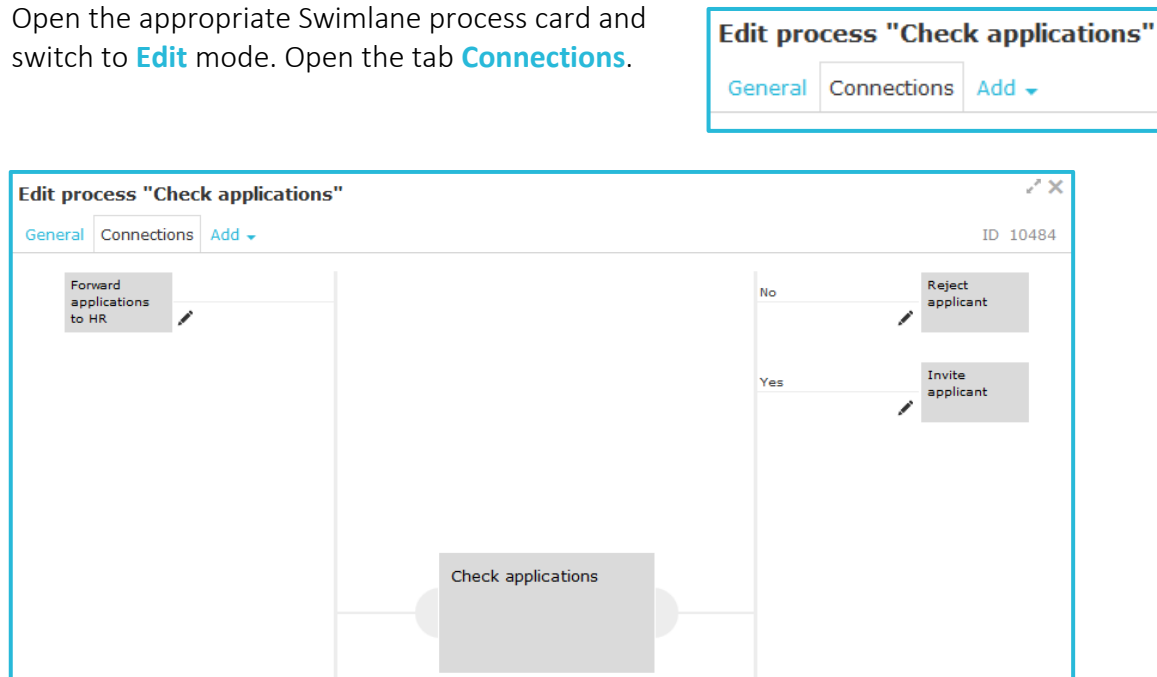 Open the appropriate Swimlane process card and
switch to Edit mode. Open the tab Connections.
Edit process "Check applications"
General Connections Add
Edit process "Check applications"
General Connections Add ID 10484
Forward
applications
to HR
No
Reject
applicant
Yes
Invite
applicant
Check applications